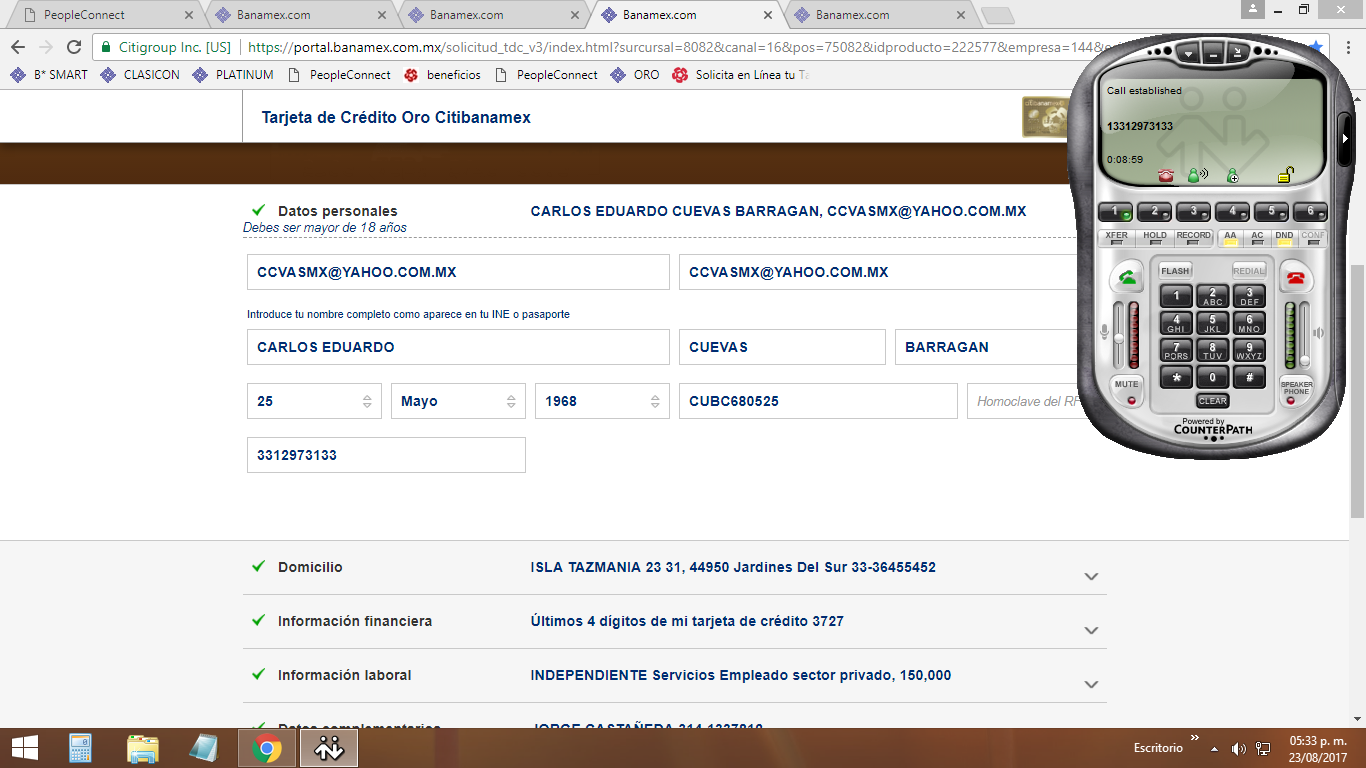 PeopleConnect
Banamex.com
Banamex.com
Banamex.com
Banamex.com
Citigroup Inc. [US] https://portal.banamex.com.mx/solicitud_tdc_v3/index.html?surcursal=8082&canal=16&pos=75082&idproducto=222577&empresa=144&
B* SMART CLASICON PLATINUM PeopleConnect beneficios PeopleConnect ORO Solicita en Línea tu
Tarjeta de Crédito Oro Citibanamex
Datos personales CARLOS EDUARDO CUEVAS BARRAGAN, CCVASMX@YAHOO.COM.MX
Debes ser mayor de 18 años
CCVASMX@YAHOO.COM.MX CCVASMX@YAHOO.COM.MX
Introduce tu nombre completo como aparece en tu INE o pasaporte
CARLOS EDUARDO CUEVAS BARRAGAN
25 Mayo 1968 CUBC680525 Homoclave del
3312973133
Domicilio ISLA TAZMANIA 23 31, 44950 Jardines Del Sur 33-36455452
Información financiera Últimos 4 dígitos de mi tarjeta de crédito 3727
Información laboral INDEPENDIENTE Servicios Empleado sector privado, 150,000
Datos complementarios JORGE CASTAÑEDA 314 1337819
Call established
13312973133
0:08:59
1 2 3 4 5 6
XFER HOLD RECORD AA AC DND CONF
FLASH REDIAL
1 2 ABC 3 DEF
4 GHI 5 JKL 6 MNO
7 PQRS 8 TUV 9 WXYZ
* 0 #
MUTE
SPEAKER
PHONE
CLEAR
Powered by
COUNTERPATH
Escritorio
05:33 p. m.
23/08/2017